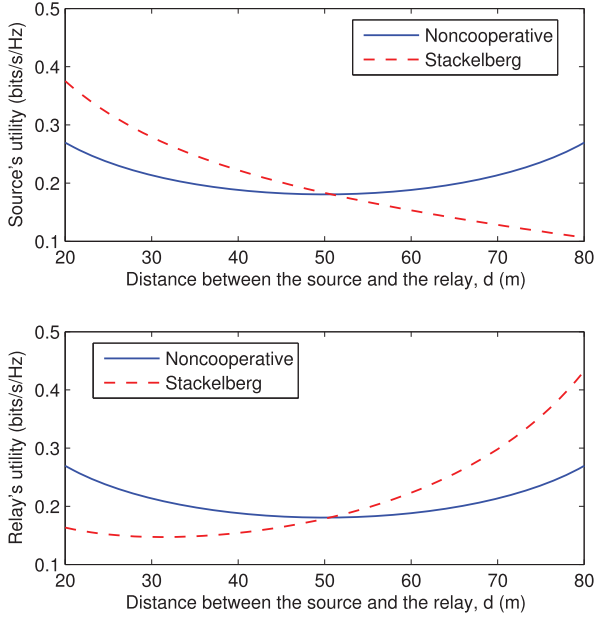 0.5
0.4
0.3
0.2
0.1
Source's utility (bits/s/Hz)
Noncooperative
Stackelberg
20 30 40 50 60 70 80
Distance between the source and the relay, d (m)
0.5
0.4
0.3
0.2
0.1
Relay's utility (bits/s/Hz)
Noncooperative
Stackelberg
20 30 40 50 60 70 80
Distance between the source and the relay, d (m)